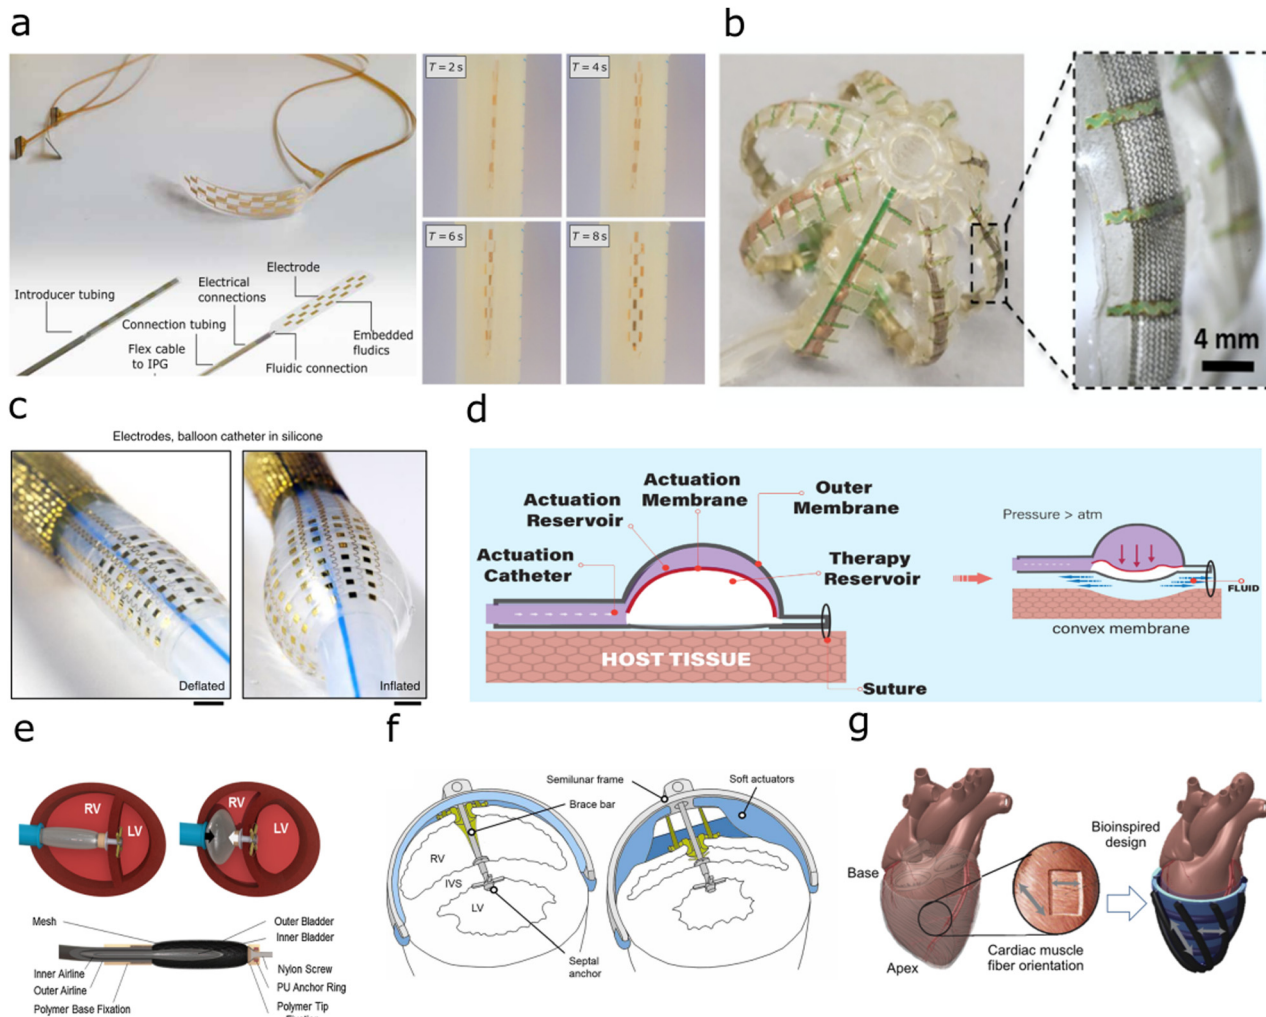 a
T = 2 s
T = 4 s
T = 6 s
T = 8 s
Introducer tubing
Electrical
connections
Electrode
Connection tubing
Flex cable
to IPG
Fluidic connection
Embedded
fludics
b
4 mm
c
Electrodes, balloon catheter in silicone
Deflated
Inflated
d
Actuation
Catheter
Actuation
Reservoir
Actuation
Membrane
Outer
Membrane
Therapy
Reservoir
HOST TISSUE
Suture
Pressure > atm
FLUID
convex membrane
e
RV
LV
RV
LV
Mesh
Outer Bladder
Inner Bladder
Inner Airline
Outer Airline
Polymer Base Fixation
Nylon Screw
PU Anchor Ring
Polymer Tip
f
Semilunar frame
Brace bar
Soft actuators
RV
IVS
LV
Septal
anchor
g
Base
Apex
Cardiac muscle
fiber orientation
Bioinspired
design